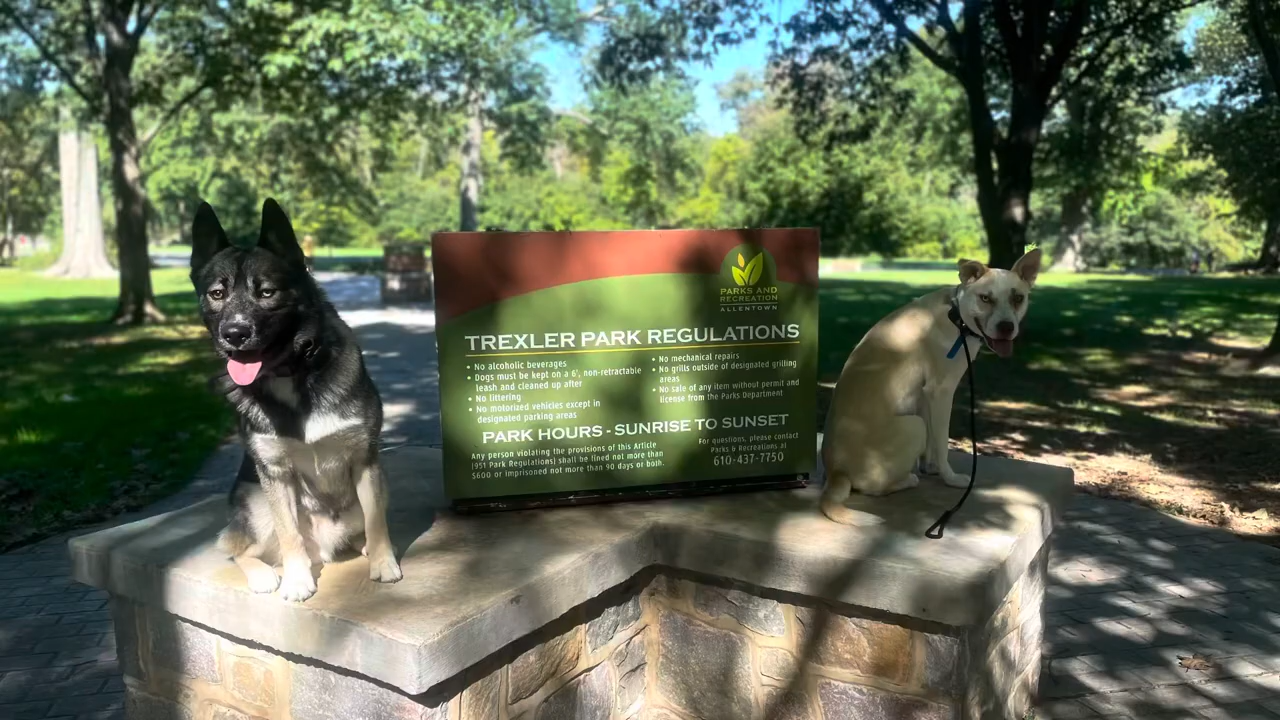 PARKS AND
RECREATION
ALLENTOWN
TREXLER PARK REGULATIONS
• No alcoholic beverages
• Dogs must be kept on a 6', non-retractable
leash and cleaned up after
• No littering
• No motorized vehicles except in
designated parking areas
• No mechanical repairs
• No grills outside of designated grilling
areas
• No sale of any item without permit and
license from the Parks Department
PARK HOURS - SUNRISE TO SUNSET
Any person violating the provisions of this Article
(951 Park Regulations) shall be fined not more than
$600 or imprisoned not more than 90 days or both.
For questions, please contact
Parks & Recreations at
610-437-7750